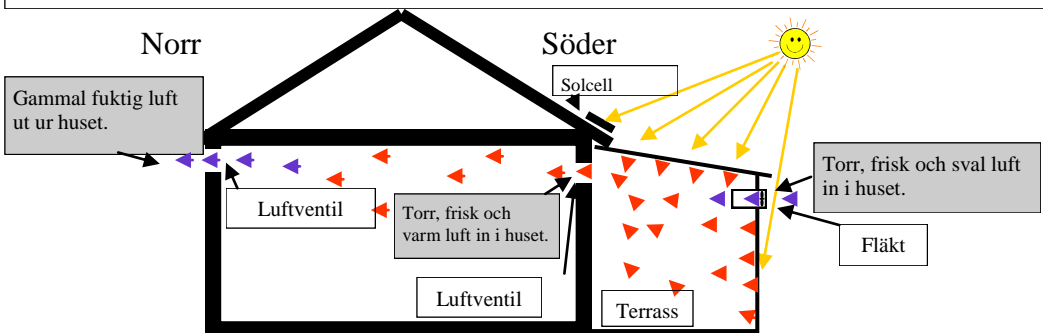 Norr
Söder
Solcell
Gammal fuktig luft
ut ur huset.
Torr, frisk och sval luft
in i huset.
Luftventil
Torr, frisk och
varm luft in i huset.
Fläkt
Luftventil
Terrass